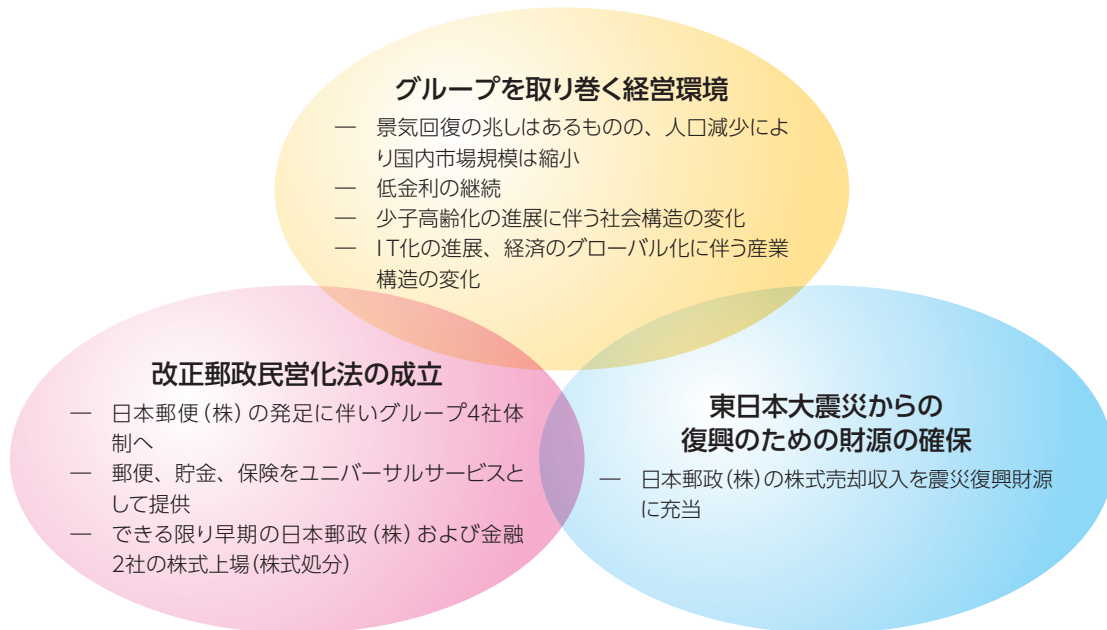 グループを取り巻く経営環境
― 景気回復の兆しはあるものの、人口減少によ
り国内市場規模は縮小
― 低金利の継続
― 少子高齢化の進展に伴う社会構造の変化
― IT化の進展、経済のグローバル化に伴う産業
構造の変化
改正郵政民営化法の成立
― 日本郵便(株)の発足に伴いグループ4社体
制へ
― 郵便、貯金、保険をユニバーサルサービスと
して提供
― できる限り早期の日本郵政(株)および金融
2社の株式上場(株式処分)
東日本大震災からの
復興のための財源の確保
― 日本郵政(株)の株式売却収入を震災復興財源
に充当